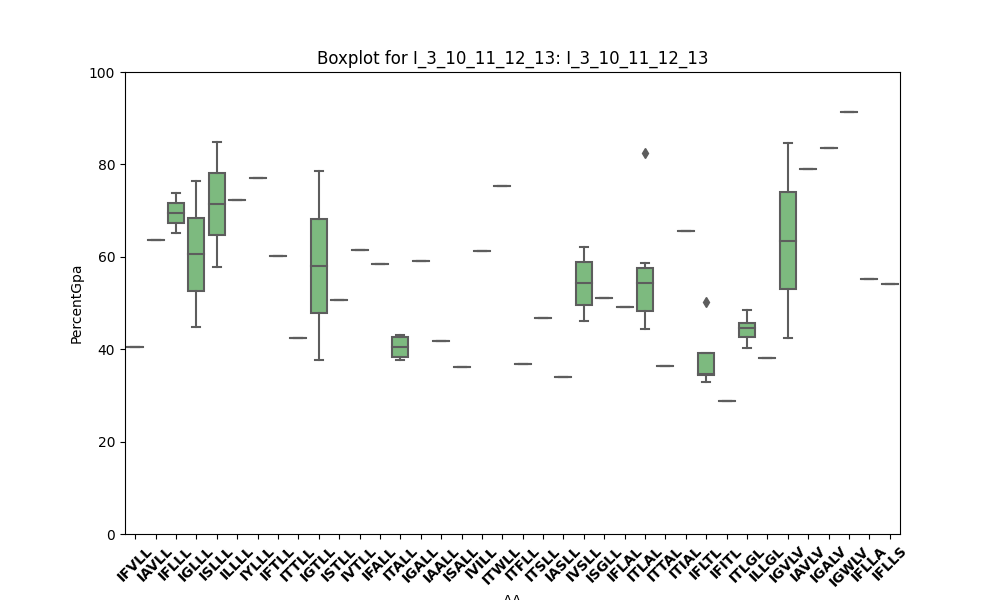 Boxplot for I_3_10_11_12_13: I_3_10_11_12_13
100
80
60
40
20
0
PercentGpa
IFVLL
IAVLL
IFLLL
IGLLL
ISLLL
ILLLL
IYLLL
IFTLL
ITTLL
IGTLL
ISTLL
IVTLL
IFALL
ITALL
IGALL
IAALL
ISALL
IVILL
ITWLL
ITFLL
ITSLL
IASLL
IVSLL
ISGLL
IFLAL
ITLAL
ITTAL
ITIAL
IFLTL
IFITL
ITLGL
ILLGL
IGVLV
IAVLV
IGALV
IGWLV
IFLLA
IFLLS
AA